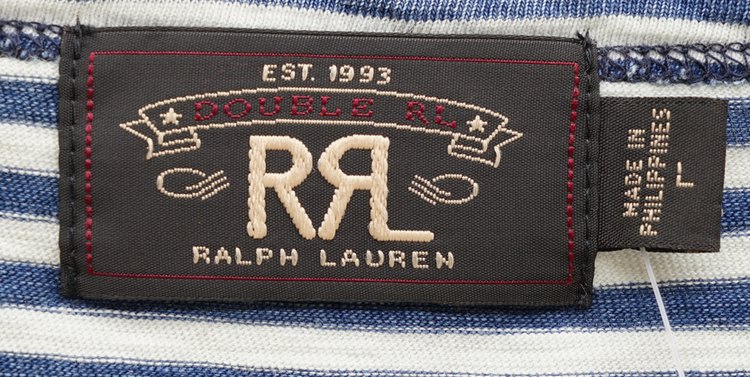 EST. 1993
DOUBLE RL
RRL
RALPH LAUREN
MADE IN
PHILIPPINES
L